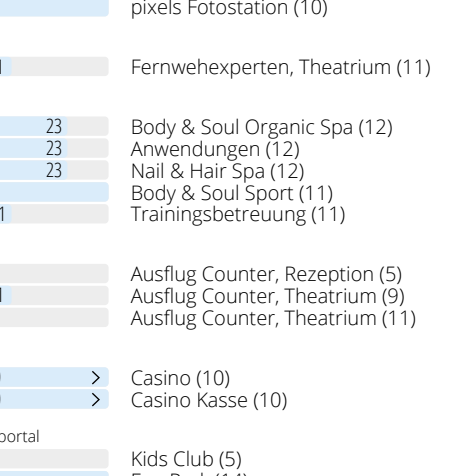 pixels Fotostation (10)
Fernwehexperten, Theatrium (11)
23 Body & Soul Organic Spa (12)
23 Anwendungen (12)
23 Nail & Hair Spa (12)
Body & Soul Sport (11)
Trainingsbetreuung (11)
Ausflug Counter, Rezeption (5)
Ausflug Counter, Theatrium (9)
Ausflug Counter, Theatrium (11)
> Casino (10)
> Casino Kasse (10)
portal
Kids Club (5)